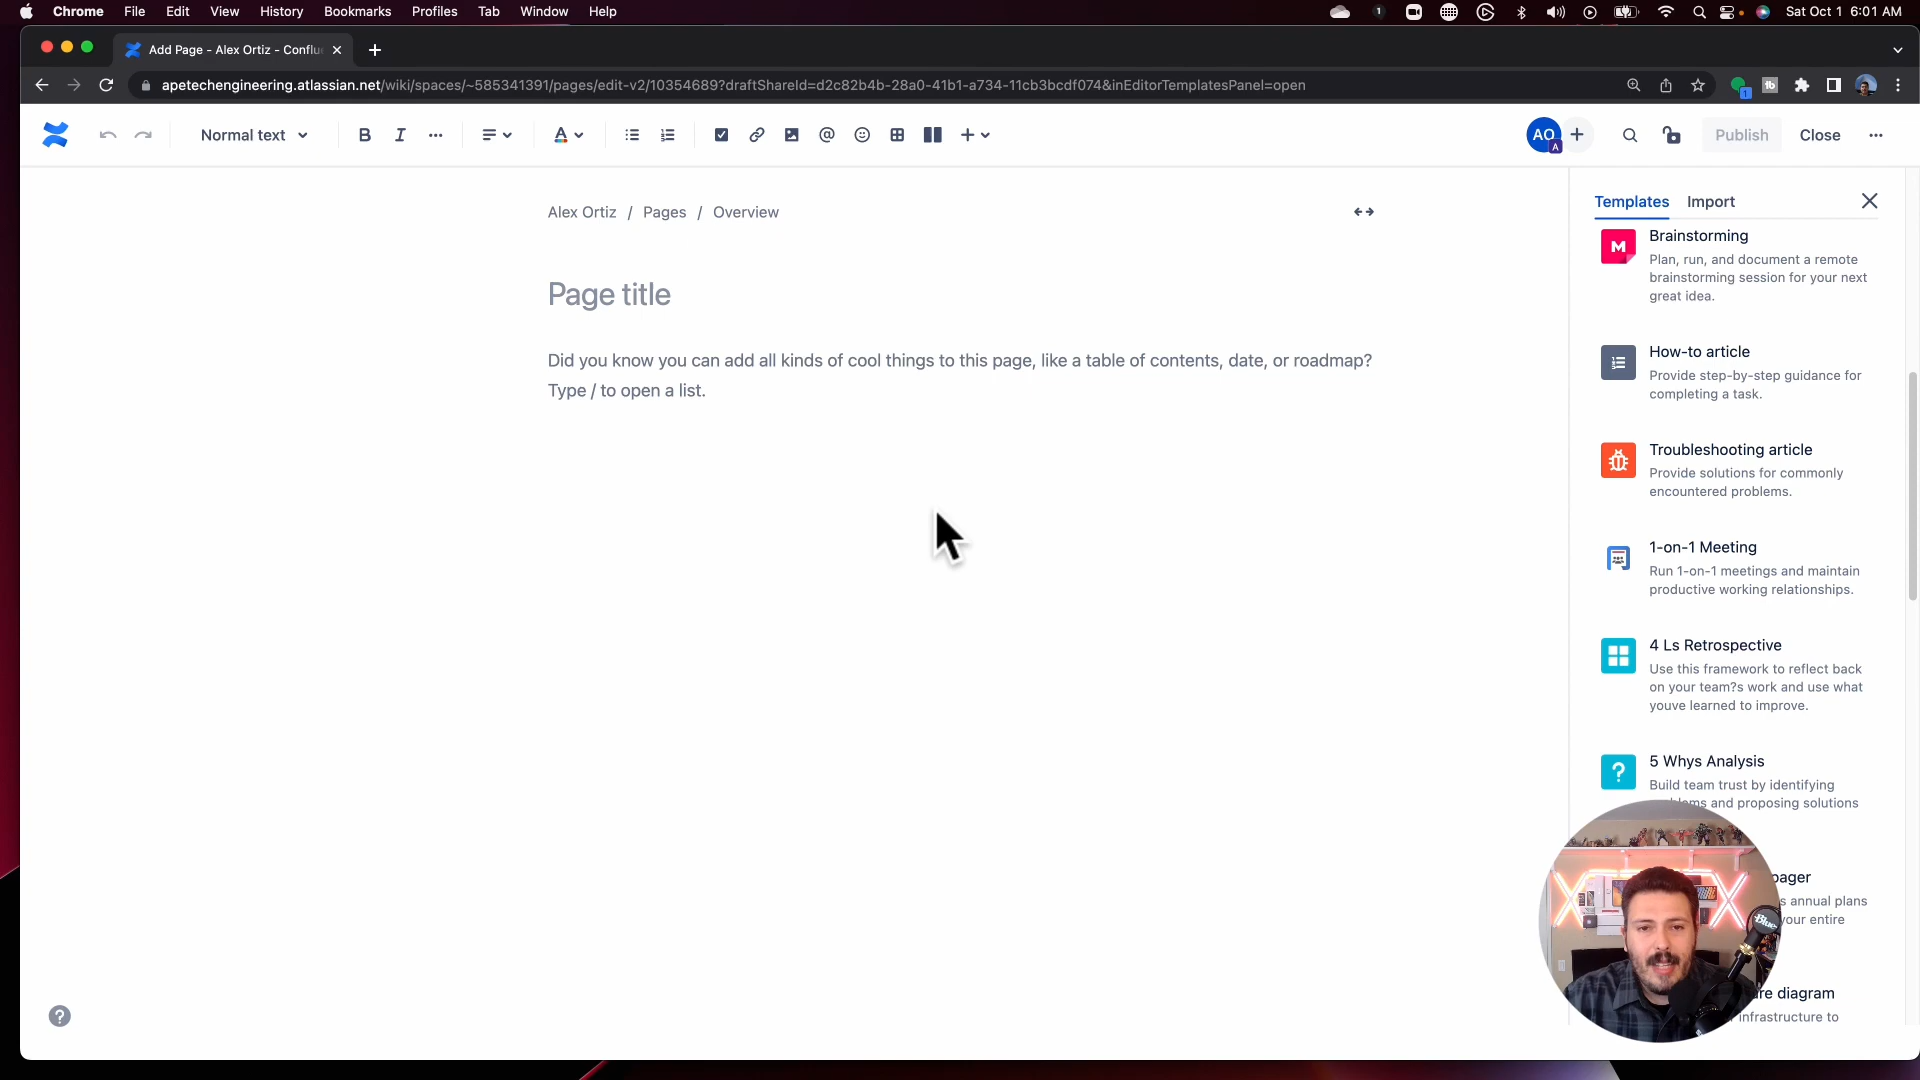 Chrome File Edit View History Bookmarks Profiles Tab Window Help 1 Sat Oct 1 6:01 AM
Add Page - Alex Ortiz - Conflu
apetechengineering.atlassian.net/wiki/spaces/~585341391/pages/edit-v2/10354689?draftShareId=d2c82b4b-28a0-41b1-a734-11cb3bcdf074&inEditorTemplatesPanel=open
1 tb
Normal text B I A @ AO A Publish Close
Alex Ortiz / Pages / Overview
Page title
Did you know you can add all kinds of cool things to this page, like a table of contents, date, or roadmap?
Type / to open a list.
Templates Import
M
Brainstorming
Plan, run, and document a remote
brainstorming session for your next
great idea.
How-to article
Provide step-by-step guidance for
completing a task.
Troubleshooting article
Provide solutions for commonly
encountered problems.
1-on-1 Meeting
Run 1-on-1 meetings and maintain
productive working relationships.
4 Ls Retrospective
Use this framework to reflect back
on your team?s work and use what
youve learned to improve.
?
5 Whys Analysis
Build team trust by identifying
and proposing solutions
pager
s annual plans
your entire
Blue
re diagram
infrastructure to
?